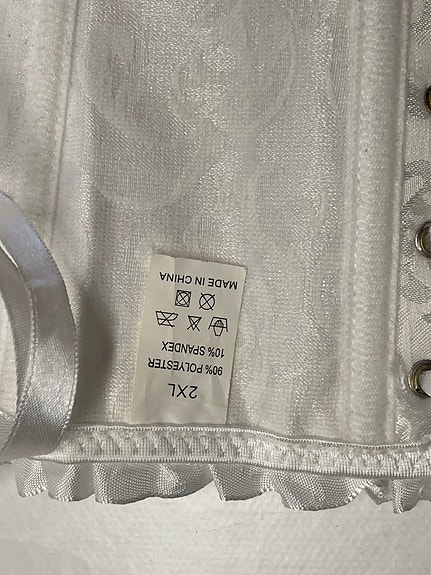 2XL
90% POLYESTER
10% SPANDEX
MADE IN CHINA